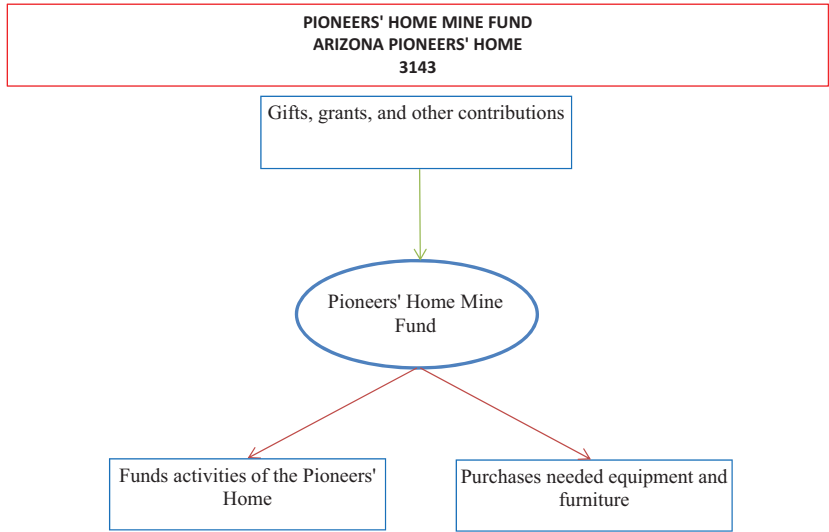 PIONEERS' HOME MINE FUND
ARIZONA PIONEERS' HOME
3143
Gifts, grants, and other contributions
Pioneers' Home Mine
Fund
Funds activities of the Pioneers'
Home
Purchases needed equipment and
furniture